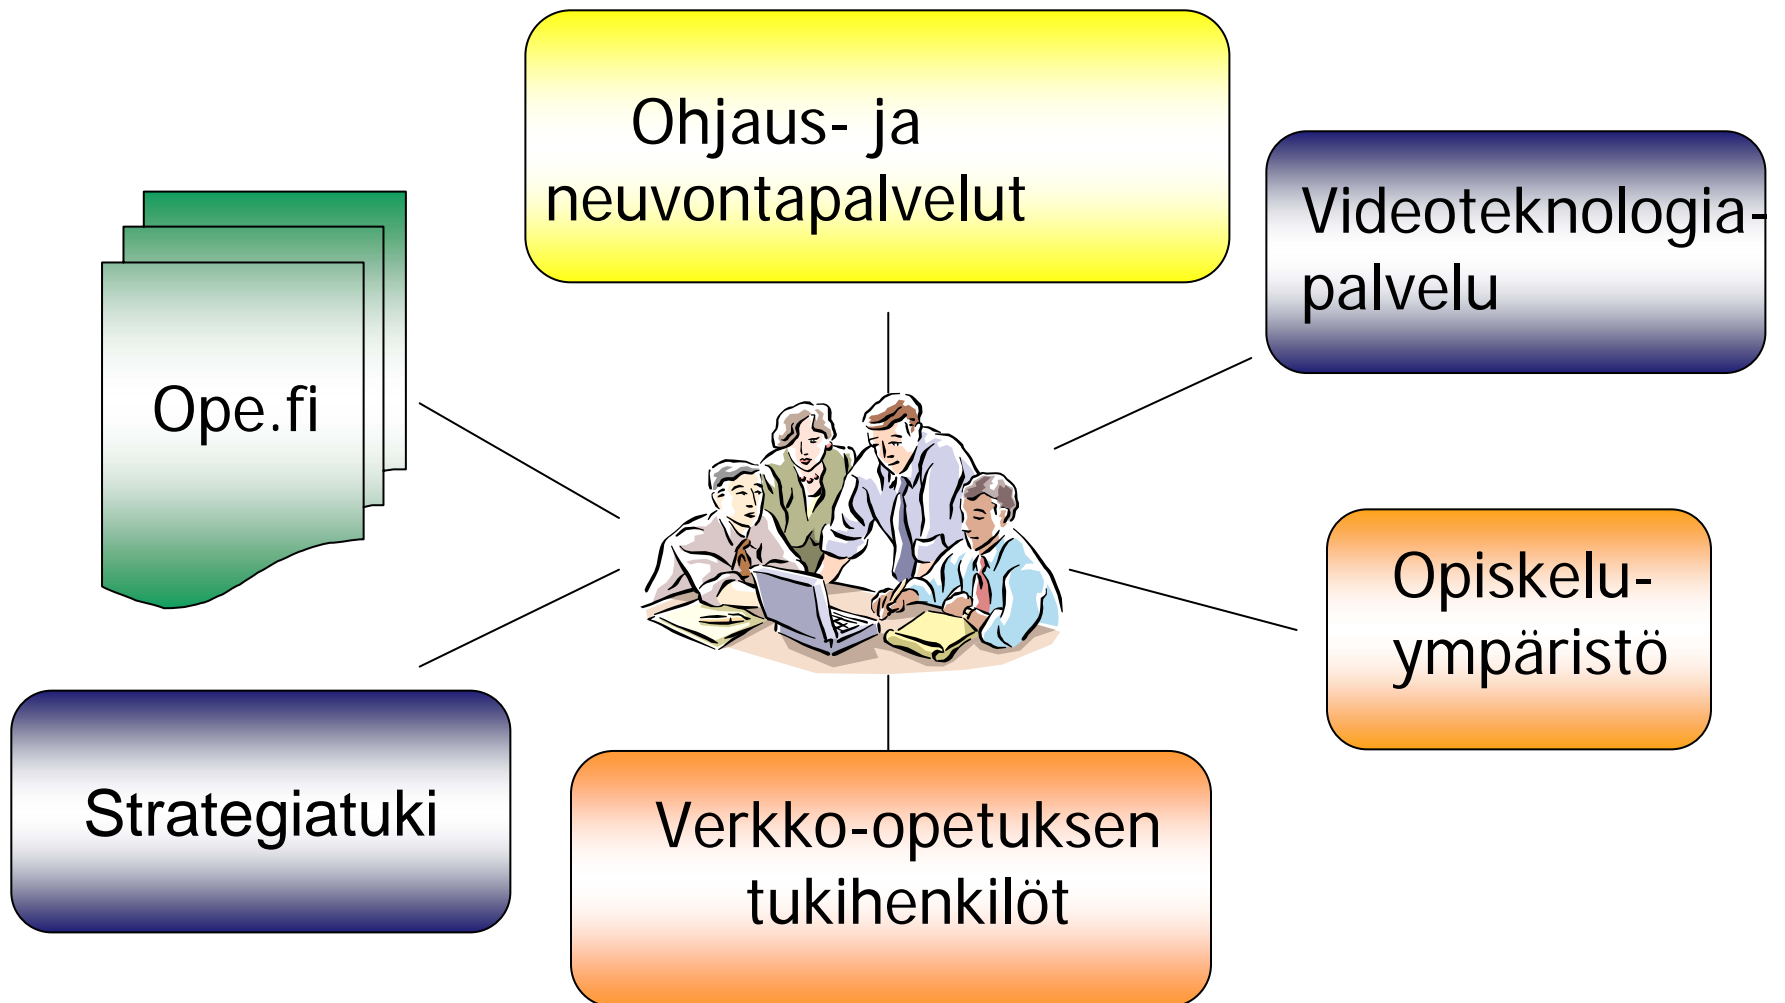 Ohjaus- ja
neuvontapalvelut
Videoteknologia-
palvelu
Ope.fi
Opiskelu-
ympäristö
Strategiatuki
Verkko-opetuksen
tukihenkilöt